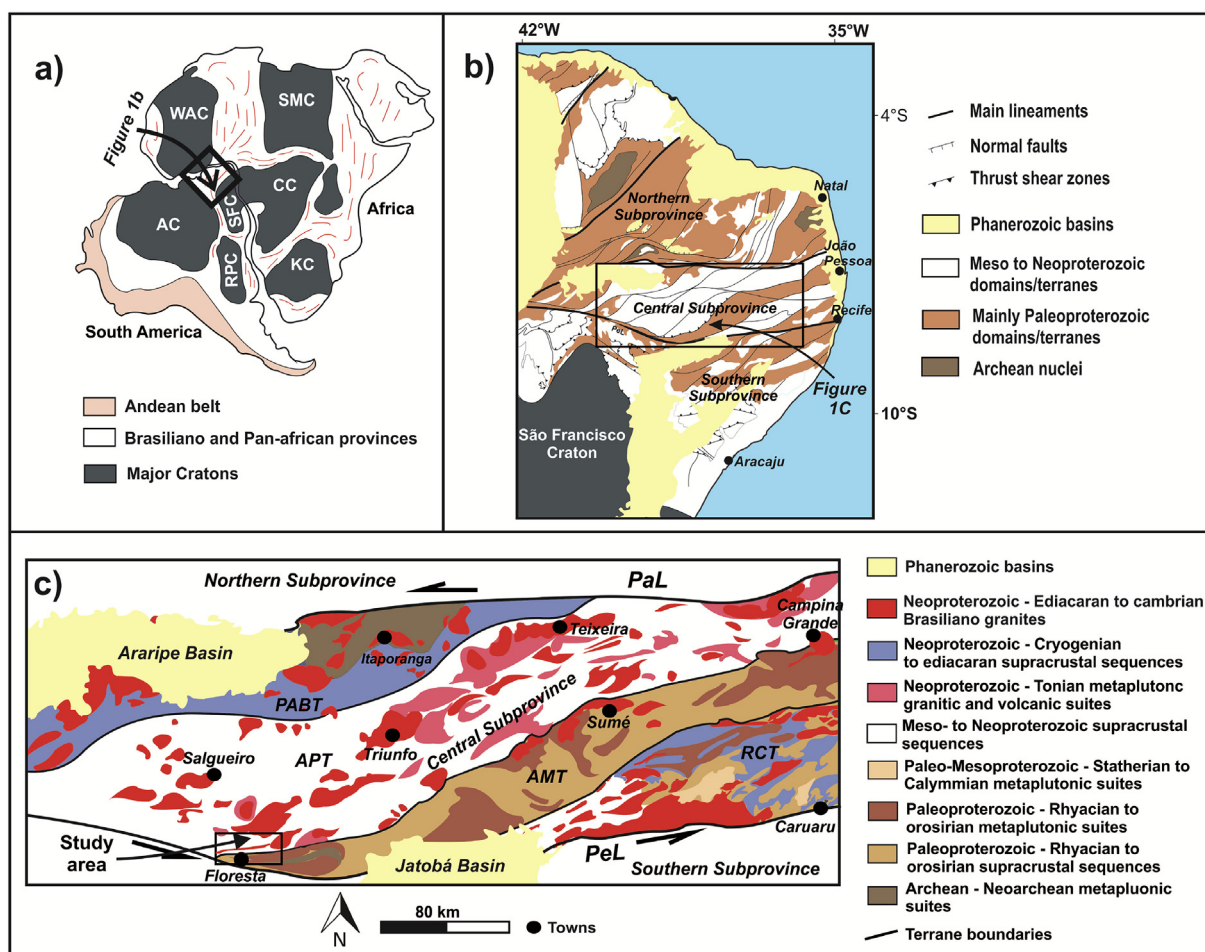 a)
Figure 1b
WAC
SMC
AC
SFC
CC
RPC
KC
Africa
South America
Andean belt
Brasiliano and Pan-african provinces
Major Cratons
42°W
35°W
b)
4°S
10°S
Northern
Subprovince
Natal
João
Pessoa
Central Subprovince
Recife
PeL
Southern
Subprovince
Figure
1C
São Francisco
Craton
Aracaju
Main lineaments
Normal faults
Thrust shear zones
Phanerozoic basins
Meso to Neoproterozoic
domains/terranes
Mainly Paleoproterozoic
domains/terranes
Archean nuclei
c)
Northern Subprovince
PaL
Campina
Grande
Teixeira
Itaporanga
Araripe Basin
PABT
Central Subprovince
Sumé
Triunfo
Salgueiro
APT
AMT
RCT
Study
area
Floresta
Jatobá Basin
PeL
Caruaru
Southern Subprovince
N
80 km
Towns
Phanerozoic basins
Neoproterozoic - Ediacaran to cambrian
Brasiliano granites
Neoproterozoic - Cryogenian
to ediacaran supracrustal sequences
Neoproterozoic - Tonian metaplutonc
granitic and volcanic suites
Meso- to Neoproterozoic supracrustal
sequences
Paleo-Mesoproterozoic - Statherian to
Calymmian metaplutonic suites
Paleoproterozoic - Rhyacian to
orosirian metaplutonic suites
Paleoproterozoic - Rhyacian to
orosirian supracrustal sequences
Archean - Neoarchean metapluonic
suites
Terrane boundaries